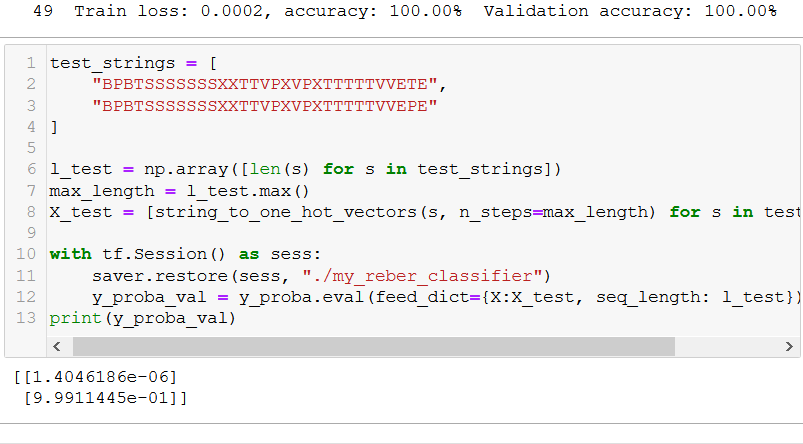 49  Train loss: 0.0002, accuracy: 100.00%  Validation accuracy: 100.00%
1 test_strings = [
2     "BPBTSSSSSSSXXTTVPXVPXTTTTTVVETE",
3     "BPBTSSSSSSSXXTTVPXVPXTTTTTVVEPE"
4 ]
5
6 l_test = np.array([len(s) for s in test_strings])
7 max_length = l_test.max()
8 X_test = [string_to_one_hot_vectors(s, n_steps=max_length) for s in test
9
10 with tf.Session() as sess:
11     saver.restore(sess, "./my_reber_classifier")
12     y_proba_val = y_proba.eval(feed_dict={X:X_test, seq_length: l_test})
13 print(y_proba_val)
[[1.4046186e-06]
 [9.9911445e-01]]